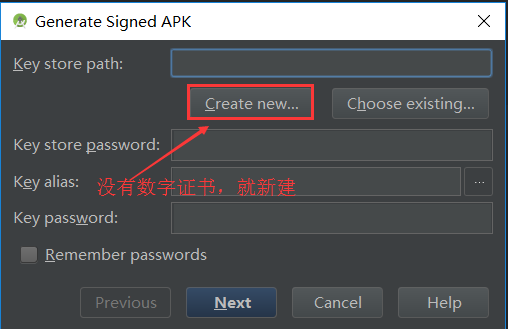 Generate Signed APK
Key store path:
Create new... Choose existing...
Key store password:
Key alias: ...
没有数字证书，就新建
Key password:
Remember passwords
Previous Next Cancel Help